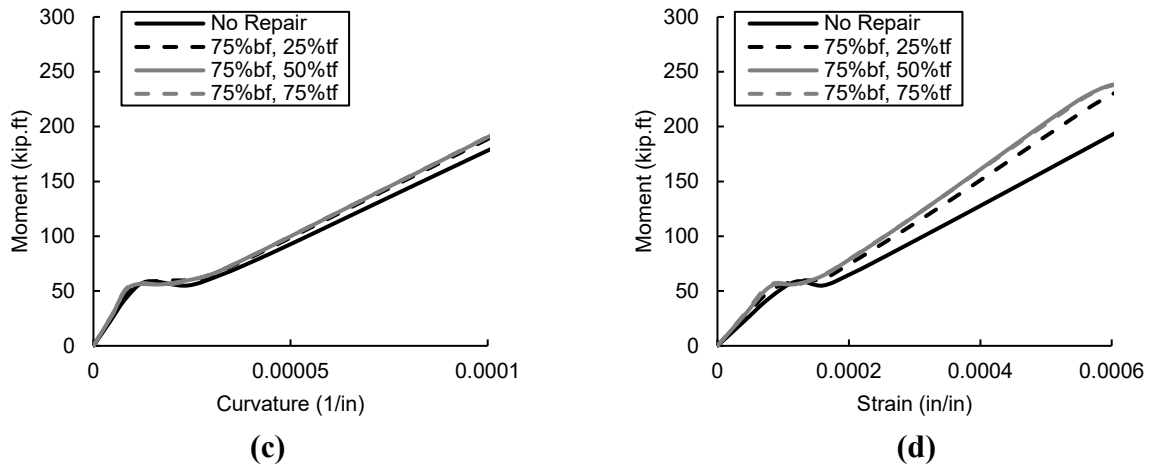 300
250
200
150
100
50
0
Moment (kip.ft)
No Repair
75%bf, 25%tf
75%bf, 50%tf
75%bf, 75%tf
0 0.00005 0.0001
Curvature (1/in)
(c)
300
250
200
150
100
50
0
Moment (kip.ft)
No Repair
75%bf, 25%tf
75%bf, 50%tf
75%bf, 75%tf
0 0.0002 0.0004 0.0006
Strain (in/in)
(d)